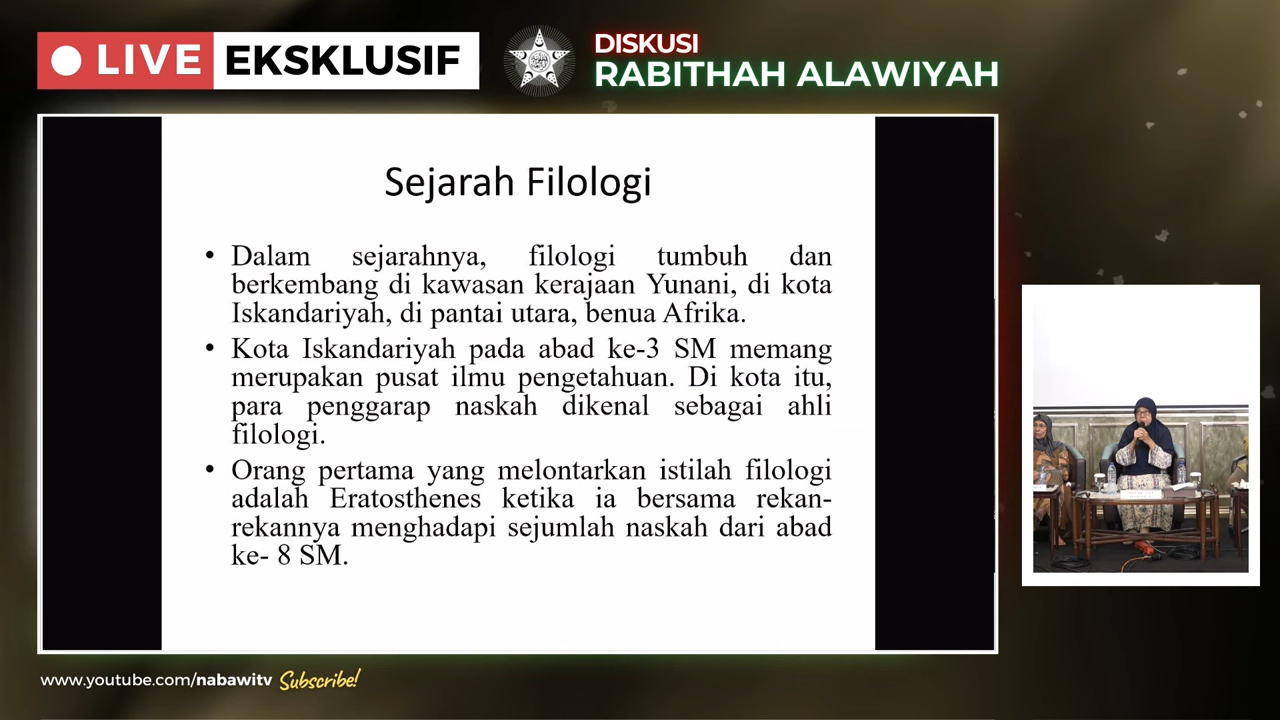 LIVE EKSKLUSIF
DISKUSI
RABITHAH ALAWIYAH
Sejarah Filologi
• Dalam sejarahnya, filologi tumbuh dan
berkembang di kawasan kerajaan Yunani, di kota
Iskandariyah, di pantai utara, benua Afrika.
• Kota Iskandariyah pada abad ke-3 SM memang
merupakan pusat ilmu pengetahuan. Di kota itu,
para penggarap naskah dikenal sebagai ahli
filologi.
• Orang pertama yang melontarkan istilah filologi
adalah Eratosthenes ketika ia bersama rekan-
rekannya menghadapi sejumlah naskah dari abad
ke- 8 SM.
www.youtube.com/nabawitv Subscribe!